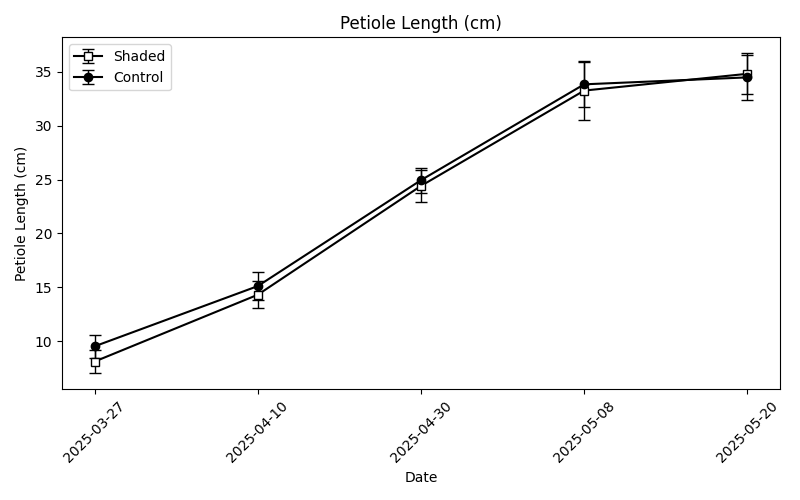 Petiole Length (cm)
Shaded
Control
Petiole Length (cm)
35
30
25
20
15
10
2025-03-27
2025-04-10
2025-04-30
2025-05-08
2025-05-20
Date